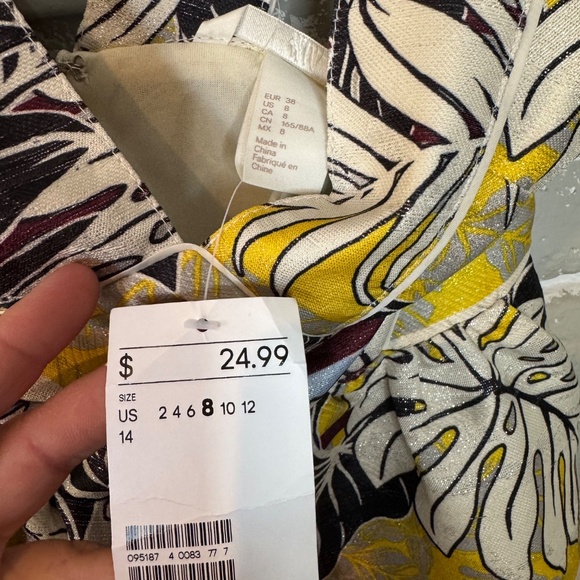 EUR 38
US 8
CA 8
CN 165/88A
MX 8
Made in
China
Fabriqué en
Chine
$ 24.99
SIZE
US 2 4 6 8 10 12
14
095187 4 0083 77 7